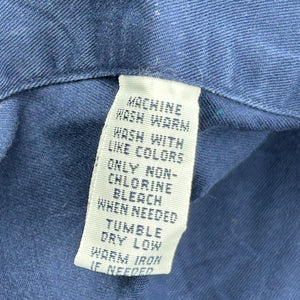 MACHINE
WASH WARM
WASH WITH
LIKE COLORS
ONLY NON-
CHLORINE
BLEACH
WHEN NEEDED
TUMBLE
DRY LOW
WARM IRON
IF NEEDED